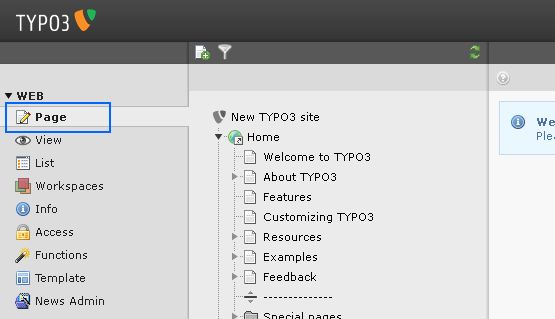 TYPO3
WEB
Page
View
List
Workspaces
Info
Access
Functions
Template
News Admin
New TYPO3 site
Home
Welcome to TYPO3
About TYPO3
Features
Customizing TYPO3
Resources
Examples
Feedback
--------------
Special pages
We
Plea